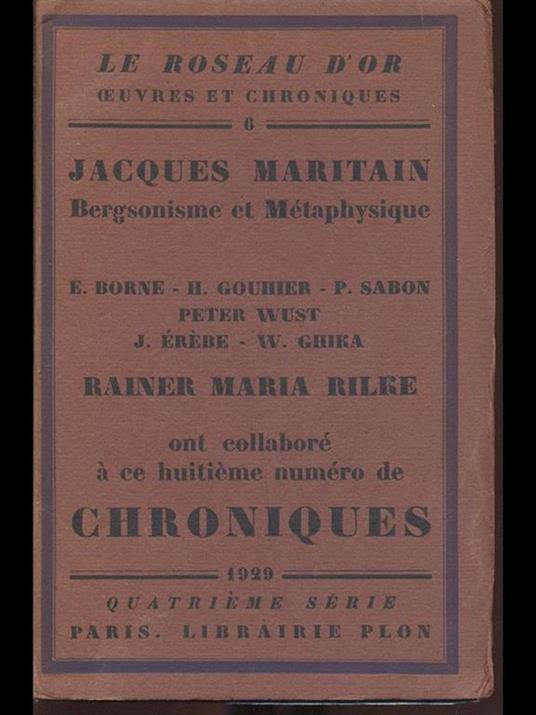 LE ROSEAU D'OR
ŒUVRES ET CHRONIQUES
6
JACQUES MARITAIN
Bergsonisme et Métaphysique
E. BORNE - H. GOUHIER - P. SABON
PETER WUST
J. ÉRÈBE - W. GHIKA
RAINER MARIA RILKE
ont collaboré
à ce huitième numéro de
CHRONIQUES
1929
QUATRIÈME SÉRIE
PARIS. LIBRAIRIE PLON